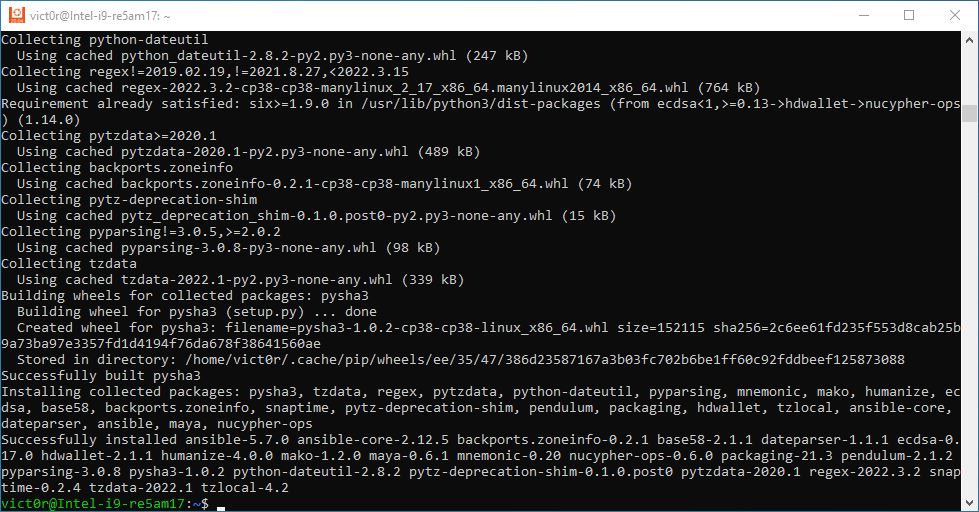 vict0r@Intel-i9-re5am17: ~
Collecting python-dateutil
  Using cached python_dateutil-2.8.2-py2.py3-none-any.whl (247 kB)
Collecting regex!=2019.02.19,!=2021.8.27,<2022.3.15
  Using cached regex-2022.3.2-cp38-cp38-manylinux_2_17_x86_64.manylinux2014_x86_64.whl (764 kB)
Requirement already satisfied: six>=1.9.0 in /usr/lib/python3/dist-packages (from ecdsa<1,>=0.13->hdwallet->nucypher-ops
) (1.14.0)
Collecting pytzdata>=2020.1
  Using cached pytzdata-2020.1-py2.py3-none-any.whl (489 kB)
Collecting backports.zoneinfo
  Using cached backports.zoneinfo-0.2.1-cp38-cp38-manylinux1_x86_64.whl (74 kB)
Collecting pytz-deprecation-shim
  Using cached pytz_deprecation_shim-0.1.0.post0-py2.py3-none-any.whl (15 kB)
Collecting pyparsing!=3.0.5,>=2.0.2
  Using cached pyparsing-3.0.8-py3-none-any.whl (98 kB)
Collecting tzdata
  Using cached tzdata-2022.1-py2.py3-none-any.whl (339 kB)
Building wheels for collected packages: pysha3
  Building wheel for pysha3 (setup.py) ... done
  Created wheel for pysha3: filename=pysha3-1.0.2-cp38-cp38-linux_x86_64.whl size=152115 sha256=2c6ee61fd235f553d8cab25b
9a73ba97e3357fd1d4194f76da678f38641560ae
  Stored in directory: /home/vict0r/.cache/pip/wheels/ee/35/47/386d23587167a3b03fc702b6be1ff60c92fddbeef125873088
Successfully built pysha3
Installing collected packages: pysha3, tzdata, regex, pytzdata, python-dateutil, pyparsing, mnemonic, mako, humanize, ec
dsa, base58, backports.zoneinfo, snaptime, pytz-deprecation-shim, pendulum, packaging, hdwallet, tzlocal, ansible-core,
dateparser, ansible, maya, nucypher-ops
Successfully installed ansible-5.7.0 ansible-core-2.12.5 backports.zoneinfo-0.2.1 base58-2.1.1 dateparser-1.1.1 ecdsa-0.
17.0 hdwallet-2.1.1 humanize-4.0.0 mako-1.2.0 maya-0.6.1 mnemonic-0.20 nucypher-ops-0.6.0 packaging-21.3 pendulum-2.1.2
pyparsing-3.0.8 pysha3-1.0.2 python-dateutil-2.8.2 pytz-deprecation-shim-0.1.0.post0 pytzdata-2020.1 regex-2022.3.2 snap
time-0.2.4 tzdata-2022.1 tzlocal-4.2
vict0r@Intel-i9-re5am17:~$